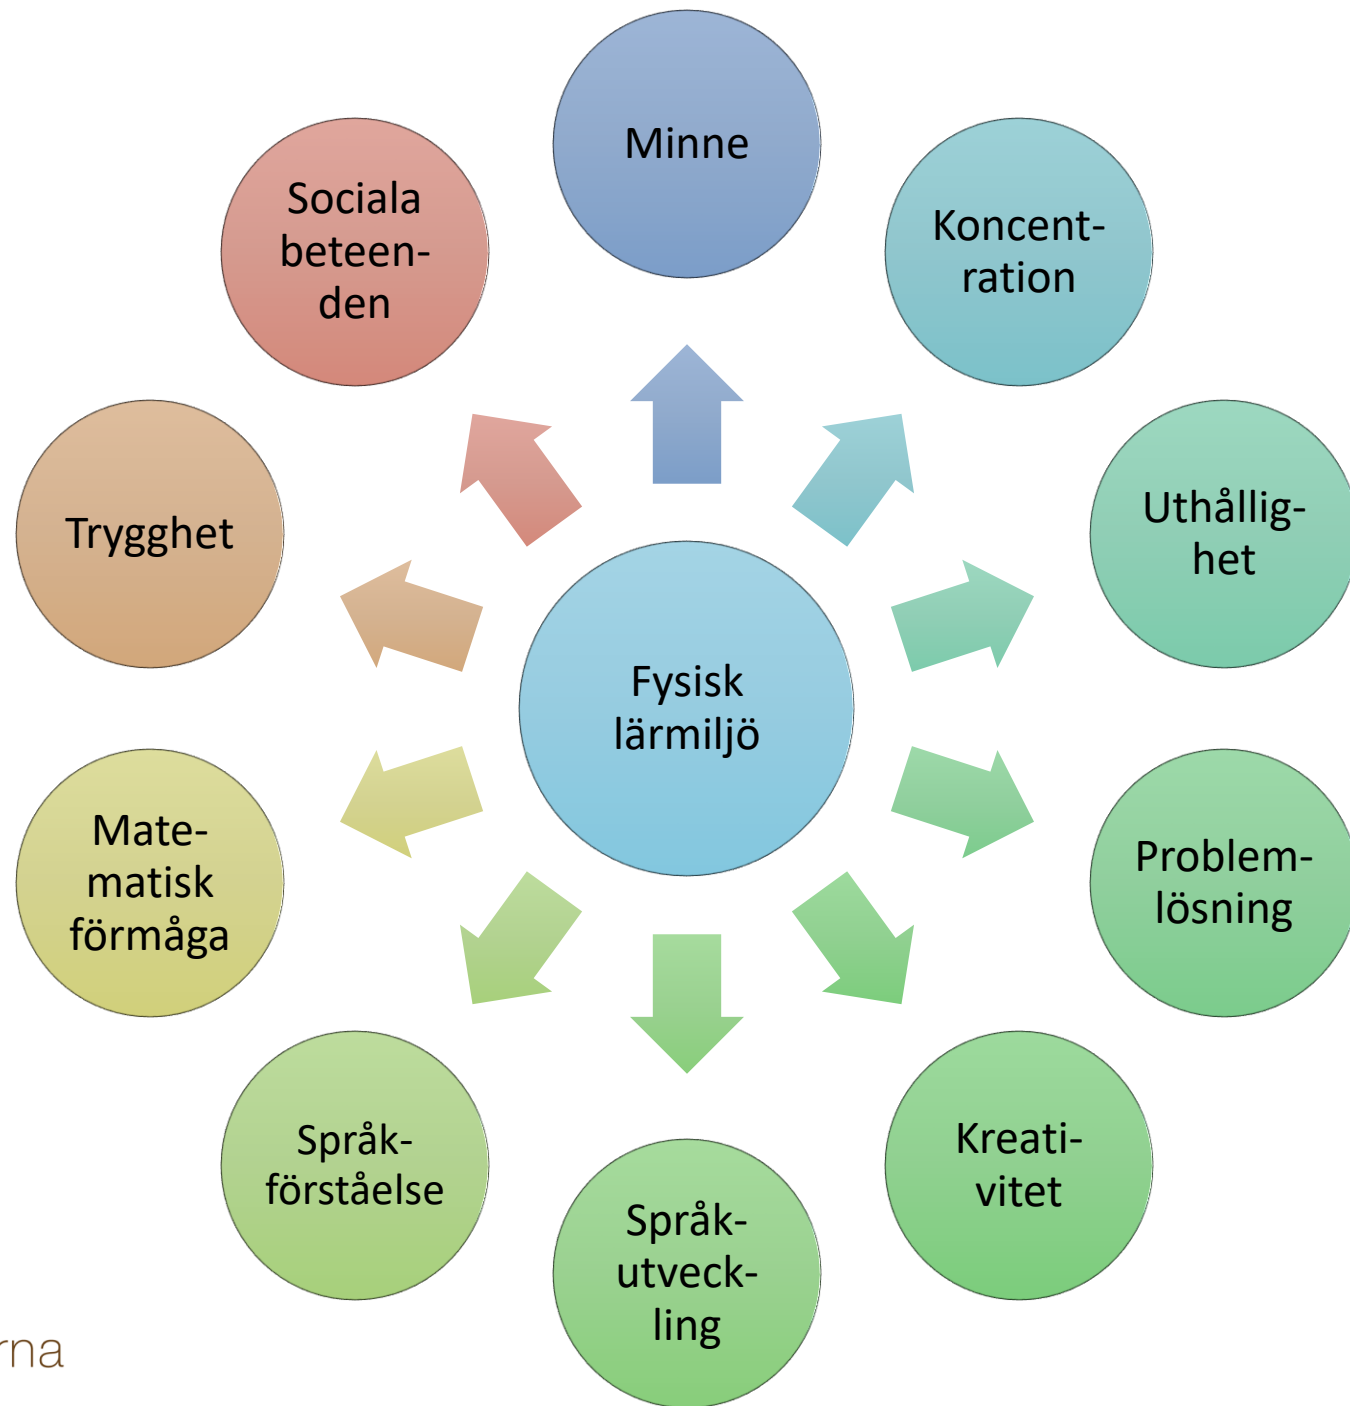 Minne
Koncent-
ration
Uthållig-
het
Problem-
lösning
Kreati-
vitet
Språk-
utveck-
ling
Språk-
förståelse
Mate-
matisk
förmåga
Trygghet
Sociala
beteen-
den
Fysisk
lärmiljö
rna